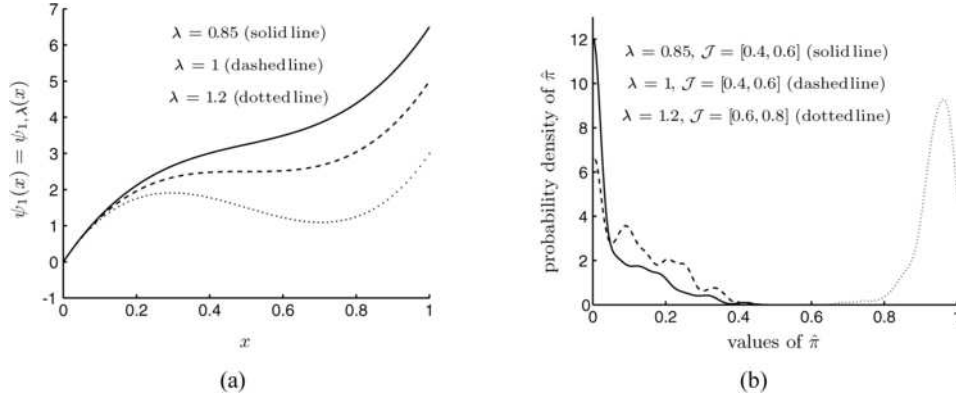 7
6
5
4
3
2
1
0
-1
0 0.2 0.4 0.6 0.8 1
ψ₁(x) = ψ₁,λ(x)
x
λ = 0.85 (solid line)
λ = 1 (dashed line)
λ = 1.2 (dotted line)
(a)
12
10
8
6
4
2
0
0 0.2 0.4 0.6 0.8 1
probability density of π̂
values of π̂
λ = 0.85, 𝒥 = [0.4, 0.6] (solid line)
λ = 1, 𝒥 = [0.4, 0.6] (dashed line)
λ = 1.2, 𝒥 = [0.6, 0.8] (dotted line)
(b)